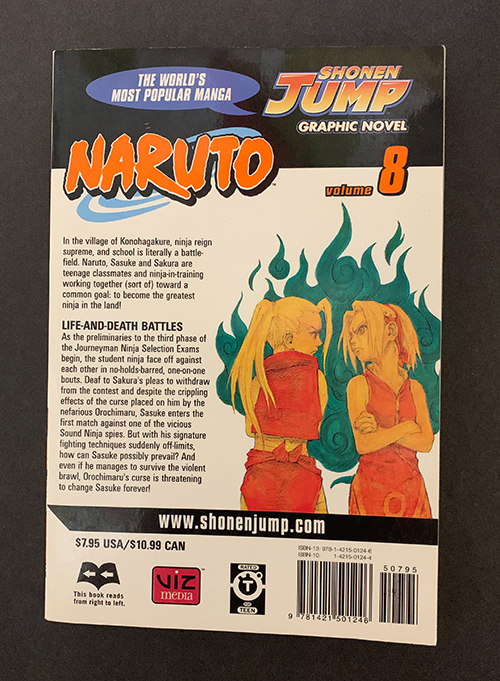 THE WORLD'S
MOST POPULAR MANGA
SHONEN
JUMP
GRAPHIC NOVEL
NARUTO
volume 8
In the village of Konohagakure, ninja reign
supreme, and school is literally a battle-
field. Naruto, Sasuke and Sakura are
teenage classmates and ninja-in-training
working together (sort of) toward a
common goal: to become the greatest
ninja in the land!
LIFE-AND-DEATH BATTLES
As the preliminaries to the third phase of
the Journeyman Ninja Selection Exams
begin, the student ninja face off against
each other in no-holds-barred, one-on-one
bouts. Deaf to Sakura's pleas to withdraw
from the contest and despite the crippling
effects of the curse placed on him by the
nefarious Orochimaru, Sasuke enters the
first match against one of the vicious
Sound Ninja spies. But with his signature
fighting techniques suddenly off-limits,
how can Sasuke possibly prevail? And
even if he manages to survive the violent
brawl, Orochimaru's curse is threatening
to change Sasuke forever!
www.shonenjump.com
$7.95 USA/$10.99 CAN
This book reads
from right to left.
VIZ
media
RATED
T
FOR
TEEN
ISBN-13: 978-1-4215-0124-6
ISBN-10: 1-4215-0124-4
50795
9 781421 501246